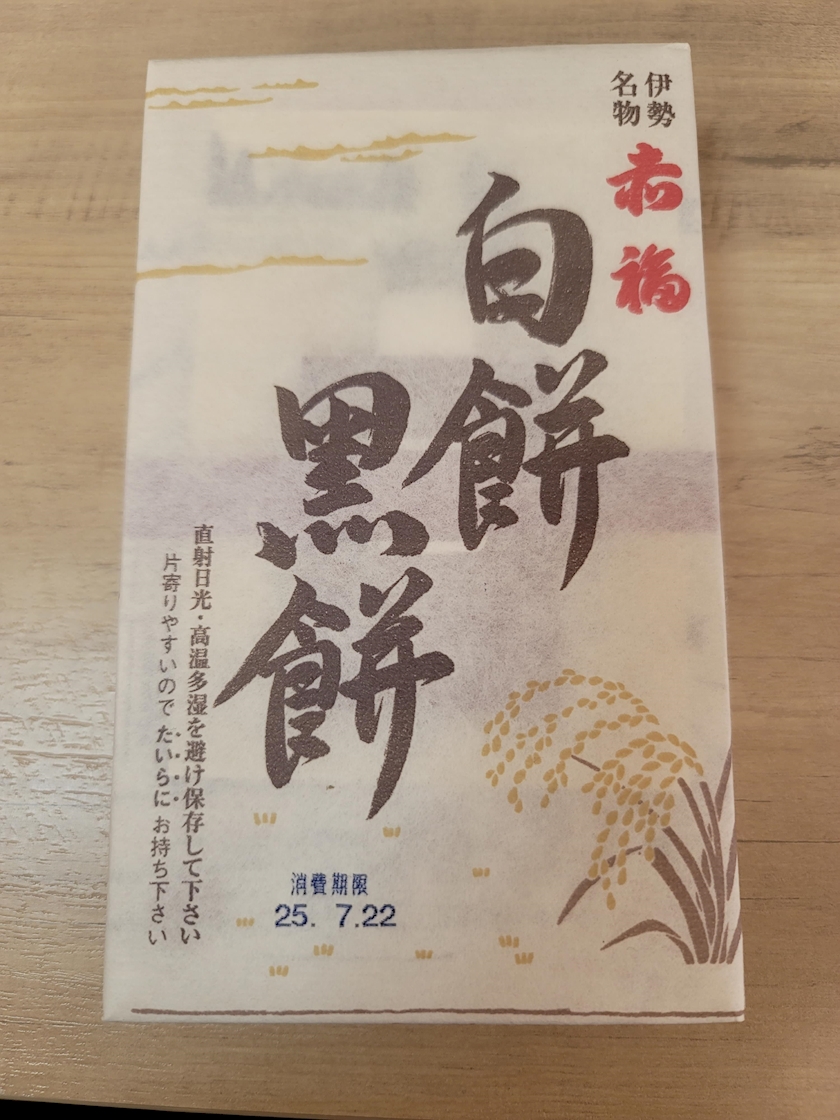 伊勢
名物
赤福
白餅
黒餅
直射日光・高温多湿を避け保存して下さい
片寄りやすいので たいらに お持ち下さい
消費期限
25. 7.22